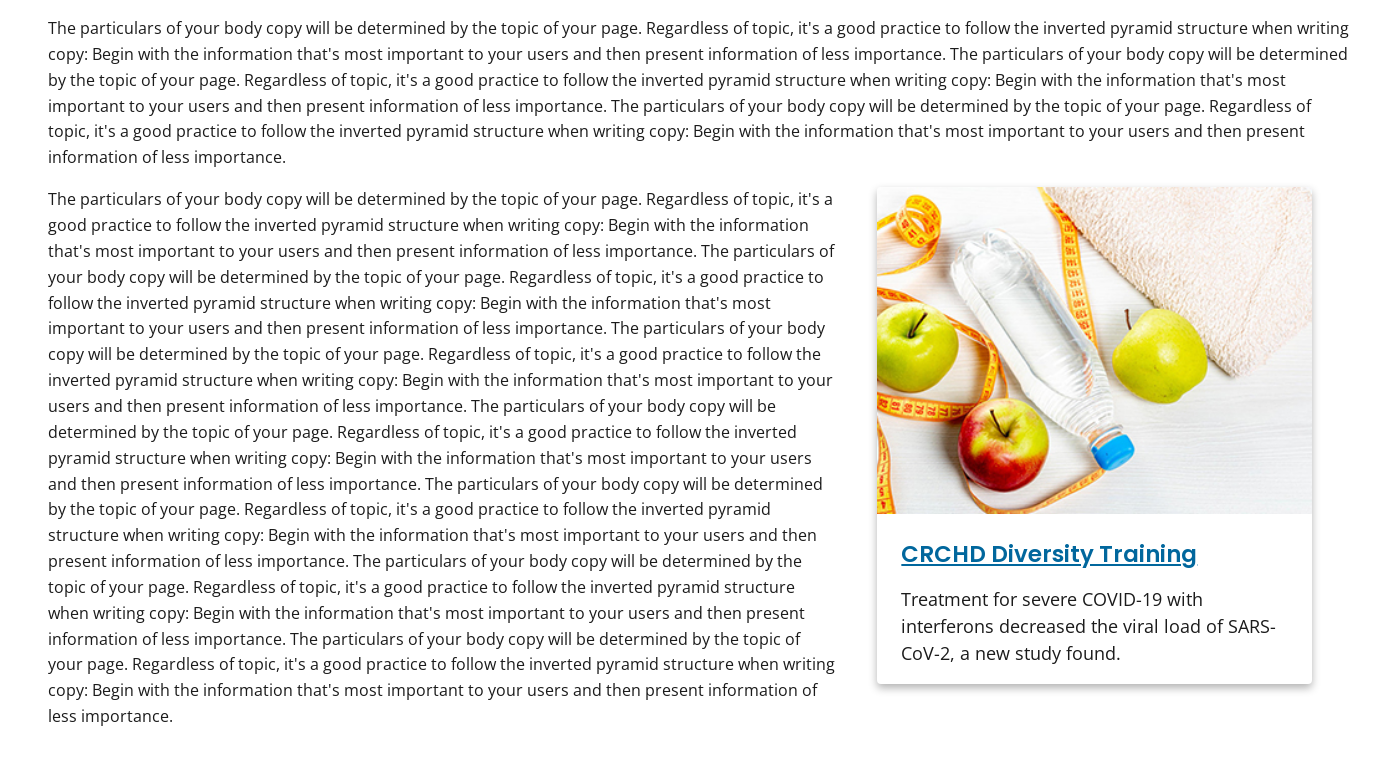 The particulars of your body copy will be determined by the topic of your page. Regardless of topic, it's a good practice to follow the inverted pyramid structure when writing
copy: Begin with the information that's most important to your users and then present information of less importance. The particulars of your body copy will be determined
by the topic of your page. Regardless of topic, it's a good practice to follow the inverted pyramid structure when writing copy: Begin with the information that's most
important to your users and then present information of less importance. The particulars of your body copy will be determined by the topic of your page. Regardless of
topic, it's a good practice to follow the inverted pyramid structure when writing copy: Begin with the information that's most important to your users and then present
information of less importance.
The particulars of your body copy will be determined by the topic of your page. Regardless of topic, it's a
good practice to follow the inverted pyramid structure when writing copy: Begin with the information
that's most important to your users and then present information of less importance. The particulars of
your body copy will be determined by the topic of your page. Regardless of topic, it's a good practice to
follow the inverted pyramid structure when writing copy: Begin with the information that's most
important to your users and then present information of less importance. The particulars of your body
copy will be determined by the topic of your page. Regardless of topic, it's a good practice to follow the
inverted pyramid structure when writing copy: Begin with the information that's most important to your
users and then present information of less importance. The particulars of your body copy will be
determined by the topic of your page. Regardless of topic, it's a good practice to follow the inverted
pyramid structure when writing copy: Begin with the information that's most important to your users
and then present information of less importance. The particulars of your body copy will be determined
by the topic of your page. Regardless of topic, it's a good practice to follow the inverted pyramid
structure when writing copy: Begin with the information that's most important to your users and then
present information of less importance. The particulars of your body copy will be determined by the
topic of your page. Regardless of topic, it's a good practice to follow the inverted pyramid structure
when writing copy: Begin with the information that's most important to your users and then present
information of less importance. The particulars of your body copy will be determined by the topic of
your page. Regardless of topic, it's a good practice to follow the inverted pyramid structure when writing
copy: Begin with the information that's most important to your users and then present information of
less importance.
CRCHD Diversity Training
Treatment for severe COVID-19 with
interferons decreased the viral load of SARS-
CoV-2, a new study found.